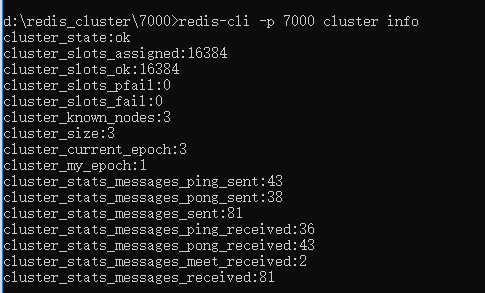 d:\redis_cluster\7000>redis-cli -p 7000 cluster info
cluster_state:ok
cluster_slots_assigned:16384
cluster_slots_ok:16384
cluster_slots_pfail:0
cluster_slots_fail:0
cluster_known_nodes:3
cluster_size:3
cluster_current_epoch:3
cluster_my_epoch:1
cluster_stats_messages_ping_sent:43
cluster_stats_messages_pong_sent:38
cluster_stats_messages_sent:81
cluster_stats_messages_ping_received:36
cluster_stats_messages_pong_received:43
cluster_stats_messages_meet_received:2
cluster_stats_messages_received:81